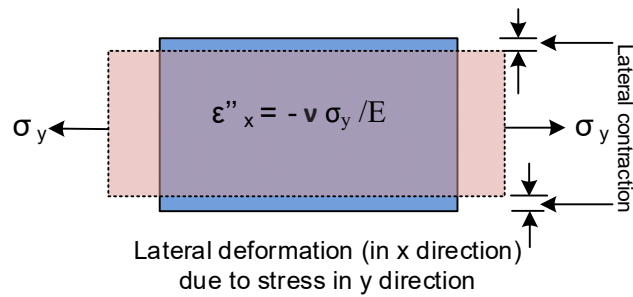 ε''x = - ν σy /E
σy
σy
Lateral contraction
Lateral deformation (in x direction)
due to stress in y direction